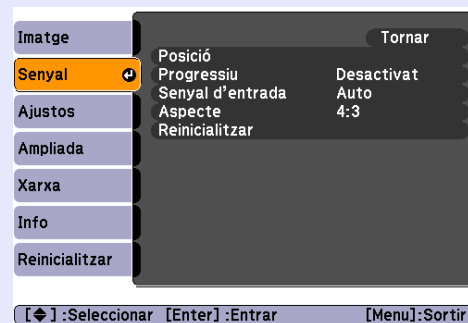 Imatge
Senyal
Ajustos
Ampliada
Xarxa
Info
Reinicialitzar
Tornar
Posició
Progressiu Desactivat
Senyal d'entrada Auto
Aspecte 4:3
Reinicialitzar
[ ] :Seleccionar [Enter] :Entrar [Menu]:Sortir